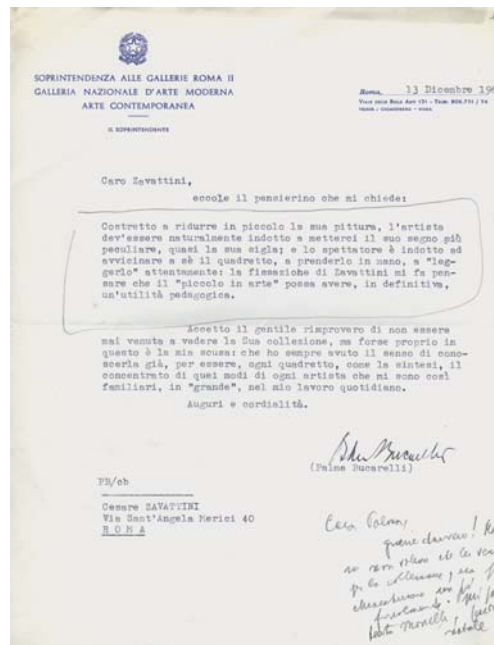 SOPRINTENDENZA ALLE GALLERIE ROMA II
GALLERIA NAZIONALE D'ARTE MODERNA
ARTE CONTEMPORANEA
IL SOPRINTENDENTE
Roma, 13 Dicembre 196
Caro Zavattini,
eccole il pensierino che mi chiede:
Costretto a ridurre in piccolo la sua pittura, l'artista
dev'essere naturalmente indotto a metterci il suo segno più
peculiare, quasi la sua sigla; e lo spettatore è indotto ad
avvicinare a sè il quadretto, a prenderlo in mano, a "leg-
gerlo" attentamente: la fissazione di Zavattini mi fa pen-
sare che il "piccolo in arte" possa avere, in definitiva,
un'utilità pedagogica.
Accetto il gentile rimprovero di non essere
mai venuta a vedere la Sua collezione, ma forse proprio in
questo è la mia scusa: che ho sempre avuto il senso di cono-
scerla già, per essere, ogni quadretto, come la sintesi, il
concentrato di quei modi di ogni artista che mi sono così
familiari, in "grande", nel mio lavoro quotidiano.
Auguri e cordialità.
(Palma Bucarelli)
PB/cb
Cesare ZAVATTINI
Via Sant'Angela Merici 40
R O M A
Cara Palma,
grazie davvero!